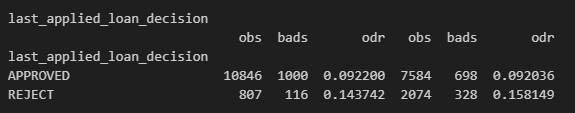 last_applied_loan_decision
obs bads odr obs bads odr
last_applied_loan_decision
APPROVED 10846 1000 0.092200 7584 698 0.092036
REJECT 807 116 0.143742 2074 328 0.158149